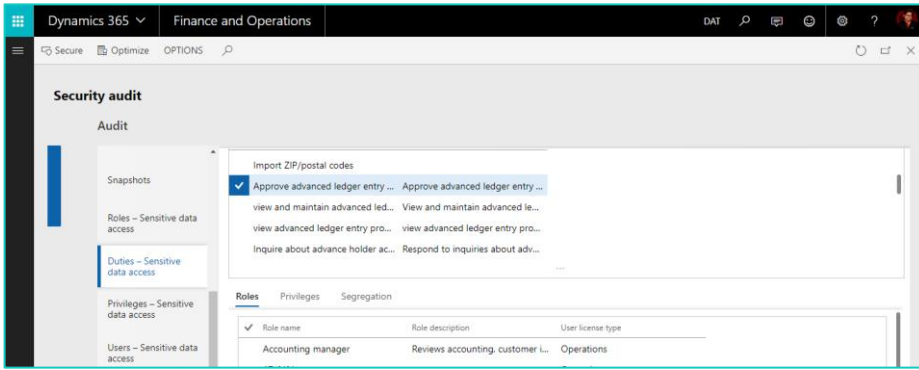 Dynamics 365 Finance and Operations DAT ?
Secure Optimize OPTIONS
Security audit
Audit
Snapshots
Roles – Sensitive data
access
Duties – Sensitive
data access
Privileges – Sensitive
data access
Users – Sensitive data
access
Import ZIP/postal codes
Approve advanced ledger entry ... Approve advanced ledger entry ...
view and maintain advanced led... View and maintain advanced le...
view advanced ledger entry pro... view advanced ledger entry pro...
Inquire about advance holder ac... Respond to inquiries about adv...
...
Roles Privileges Segregation
Role name Role description User license type
Accounting manager Reviews accounting, customer i... Operations